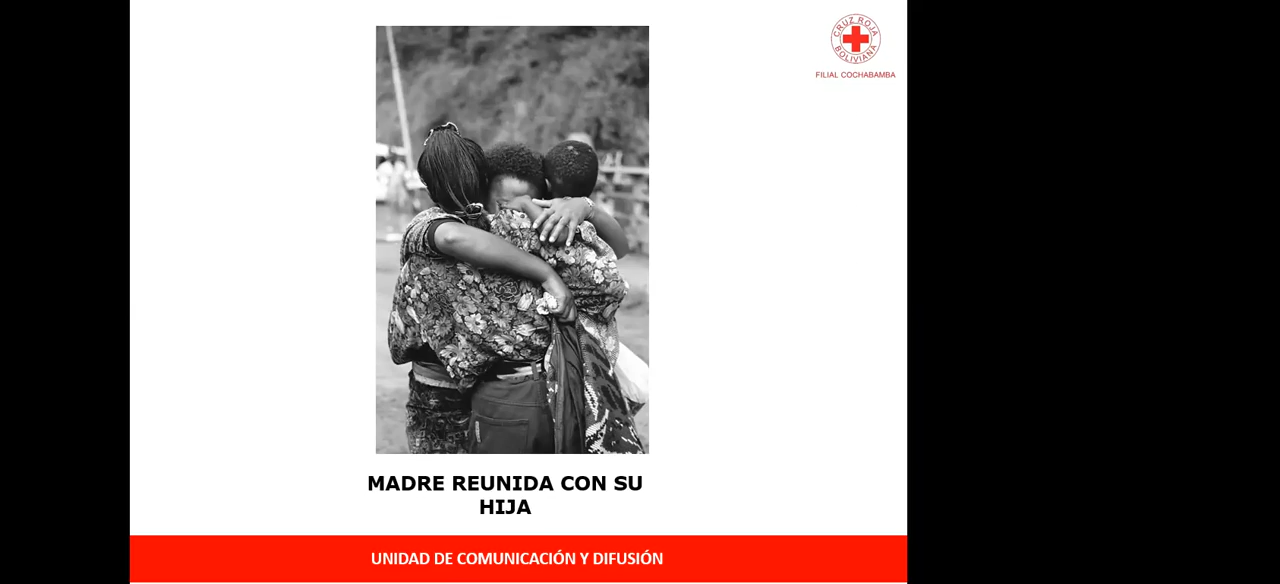 CRUZ ROJA
BOLIVIANA
FILIAL COCHABAMBA
MADRE REUNIDA CON SU
HIJA
UNIDAD DE COMUNICACIÓN Y DIFUSIÓN